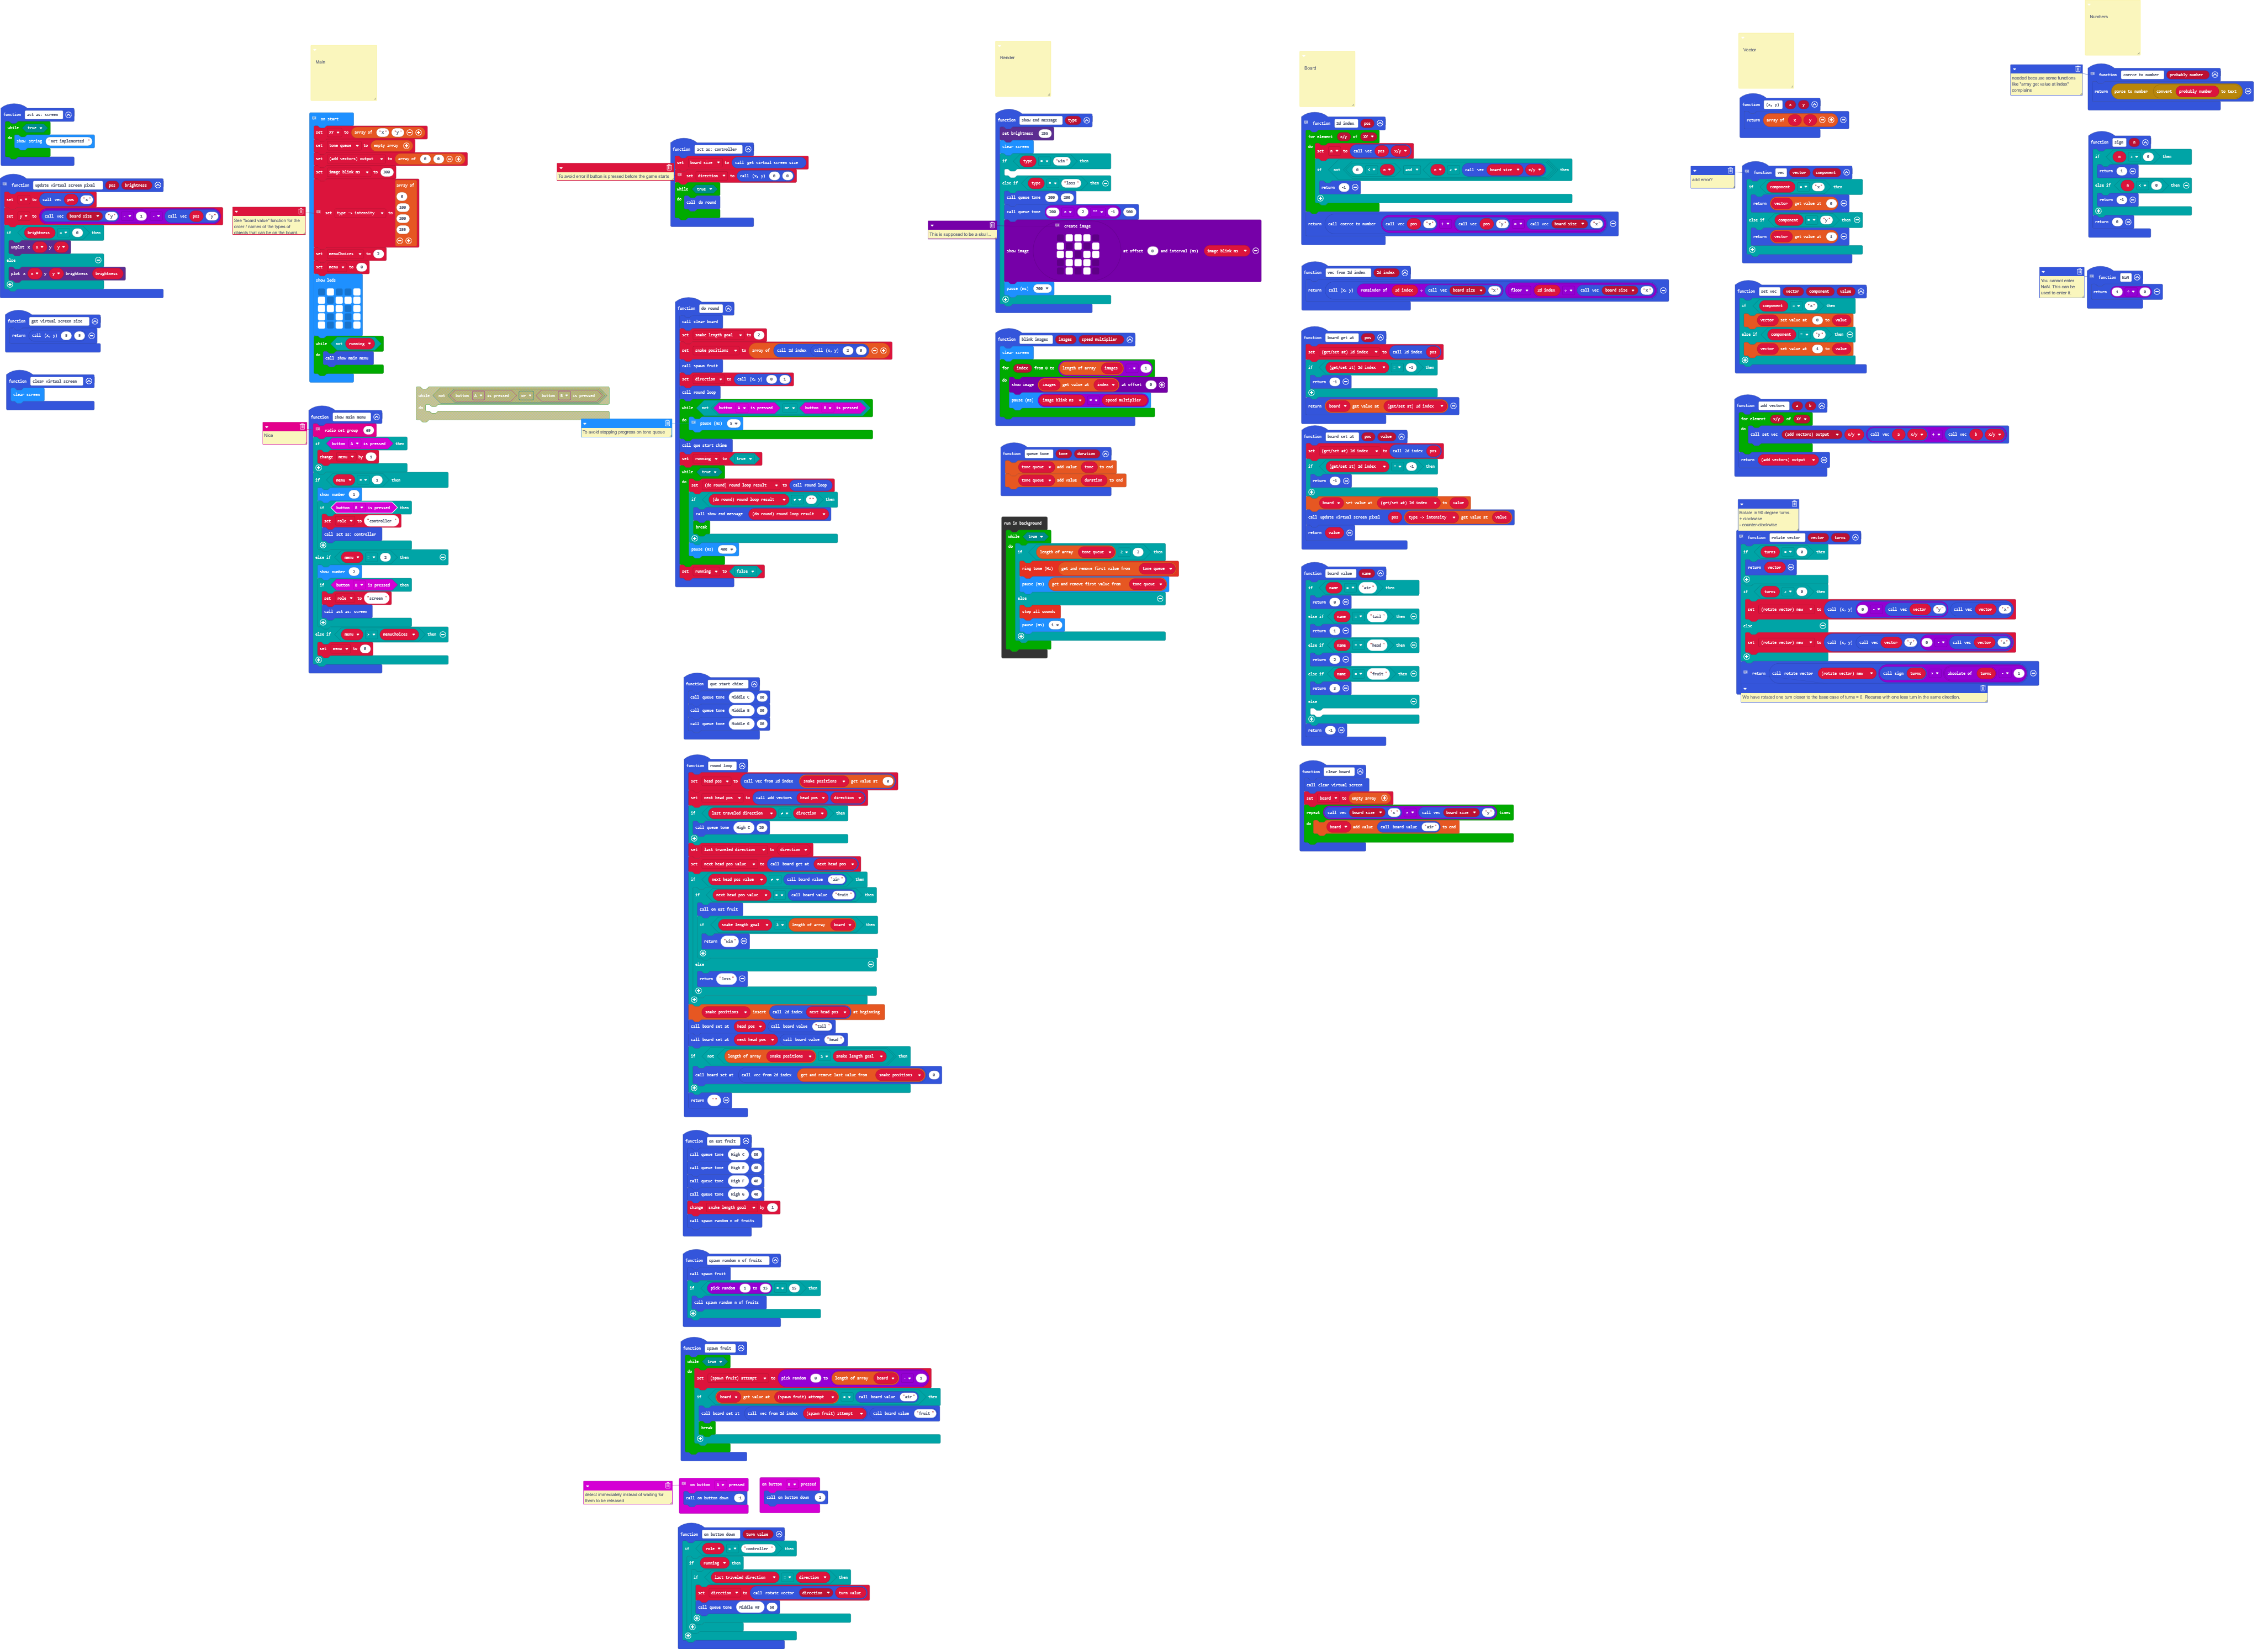 Main
Render
Board
Vector
Numbers
function act as: screen
while true
do show string "not implemented"
function update virtual screen pixel pos brightness
set x to call vec pos "x"
set y to call vec board size "y" - 1 - call vec pos "y"
if brightness = 0 then
unplot x x y y
else
plot x x y y brightness brightness
function get virtual screen size
return call (x, y)
function clear virtual screen
clear screen
on start
set XY to array of "x" "y"
set tone queue to empty array
set (add vectors) output to array of 0 0
set image blink ms to
array of
0
100
200
255
set type -> intensity to
See "board value" function for the
order / names of the types of
objects that can be on the board.
set menuChoices to
set menu to 0
show leds
while not running
do call show main menu
function show main menu
Nice
radio set group 69
if button A is pressed then
change menu by 1
if menu = 1 then
show number 1
if button B is pressed then
set role to "controller"
call act as: controller
else if menu = 2 then
show number 2
if button B is pressed then
set role to "screen"
call act as: screen
else if menu > menuChoices then
set menu to 0
while not button A is pressed or button B is pressed
do
function act as: controller
To avoid error if button is pressed before the game starts
set board size to call get virtual screen size
set direction to call (x, y) 0 0
while true
do call do round
function do round
call clear board
set snake length goal to
set snake positions to array of call 1d index call (x, y) 2 0
call spawn fruit
set direction to call (x, y) 0 1
call round loop
while not button A is pressed or button B is pressed
To avoid stopping progress on tone queue
do pause (ms)
call que start chime
set running to true
while true
do set (do round) round loop result to call round loop
if (do round) round loop result ≠ "" then
call show end message (do round) round loop result
break
pause (ms) 400
set running to false
function que start chime
call queue tone Middle C
call queue tone Middle E
call queue tone Middle G
function round loop
set head pos to call vec from 1d index snake positions get value at 0
set next head pos to call add vectors head pos direction
if last traveled direction ≠ direction then
call queue tone High C 20
set last traveled direction to direction
set next head pos value to call board get at next head pos
if next head pos value ≠ call board value "air" then
if next head pos value = call board value "fruit" then
call on eat fruit
if snake length goal ≥ length of array board then
return "win"
else
return "loss"
snake positions insert call 1d index next head pos at beginning
call board set at head pos call board value "tail"
call board set at next head pos call board value "head"
if not length of array snake positions ≤ snake length goal then
call board set at call vec from 1d index get and remove last value from snake positions 0
return ""
function on eat fruit
call queue tone High C
call queue tone High D 40
call queue tone High F 40
call queue tone High G 40
change snake length goal by 1
call spawn random n of fruits
function spawn random n of fruits
call spawn fruit
if pick random 1 to 15 = 15 then
call spawn random n of fruits
function spawn fruit
while true
do set (spawn fruit) attempt to pick random 0 to length of array board - 1
if board get value at (spawn fruit) attempt = call board value "air" then
call board set at call vec from 1d index (spawn fruit) attempt call board value "fruit"
break
detect immediately instead of waiting for
them to be released
on button A pressed
call on button down -1
on button B pressed
call on button down 1
function on button down turn value
if role = "controller" then
if running then
if last traveled direction = direction then
set direction to call rotate vector direction turn value
call queue tone Middle
function show end message type
set brightness 255
clear screen
if type = "win" then
else if type = "loss" then
call queue tone 200 200
call queue tone 200 500
This is supposed to be a skull...
create image
show image at offset 0 and interval (ms) image blink ms
pause (ms)
function blink images images speed multiplier
clear screen
for index from 0 to length of array images - 1
do show image images get value at index at offset 0
pause (ms) image blink ms × speed multiplier
function queue tone tone duration
tone queue add value tone to end
tone queue add value duration to end
run in background
while true
do if length of array tone queue ≥ 2 then
ring tone (Hz) get and remove first value from tone queue
pause (ms) get and remove first value from tone queue
else
stop all sounds
pause (ms)
function 1d index pos
for element x/y of XY
do set n to call vec pos x/y
if not 0 ≤ n and n < call vec board size x/y then
return -1
return call coerce to number call vec pos "x" + call vec pos "y" × call vec board size "x"
function vec from 1d index 1d index
return call (x, y) remainder of 1d index ÷ call vec board size "x" floor 1d index ÷ call vec board size "x"
function board get at pos
set (get/set at) 1d index to call 1d index pos
if (get/set at) 1d index = -1 then
return -1
return board get value at (get/set at) 1d index
function board set at pos value
set (get/set at) 1d index to call 1d index pos
if (get/set at) 1d index = -1 then
return -1
board set value at (get/set at) 1d index to value
call update virtual screen pixel pos type -> intensity get value at value
return value
function board value name
if name = "air" then
return 0
else if name = "tail" then
return 1
else if name = "head" then
return 2
else if name = "fruit" then
return 3
else
return -1
function clear board
call clear virtual screen
set board to empty array
repeat call vec board size "x" × call vec board size "y" times
do board add value call board value "air" to end
function (x, y) x y
return array of x y
add error?
function vec vector component
if component = "x" then
return vector get value at 0
else if component = "y" then
return vector get value at 1
function set vec vector component value
if component = "x" then
vector set value at 0 to value
else if component = "y" then
vector set value at 1 to value
function add vectors a b
for element x/y of XY
do call set vec (add vectors) output x/y call vec a x/y + call vec b x/y
return (add vectors) output
Rotate in 90 degree turns
+ clockwise
- counter-clockwise
function rotate vector vector turns
if turns = 0 then
return vector
if turns > 0 then
set (rotate vector) new to call (x, y) 0 - call vec vector "y" call vec vector "x"
else
set (rotate vector) new to call (x, y) call vec vector "y" 0 - call vec vector "x"
return call rotate vector (rotate vector) new call sign turns × absolute of turns - 1
We have rotated one turn closer to the base case of turns = 0. Recurse with one less turn in the same direction.
needed because some functions
like "array get value at index"
complains
function coerce to number probably number
return parse to number convert probably number to text
function sign n
if n > 0 then
return 1
else if n < 0 then
return -1
return 0
You cannot enter
NaN. This can be
used to enter it.
function NaN
return ÷ 0